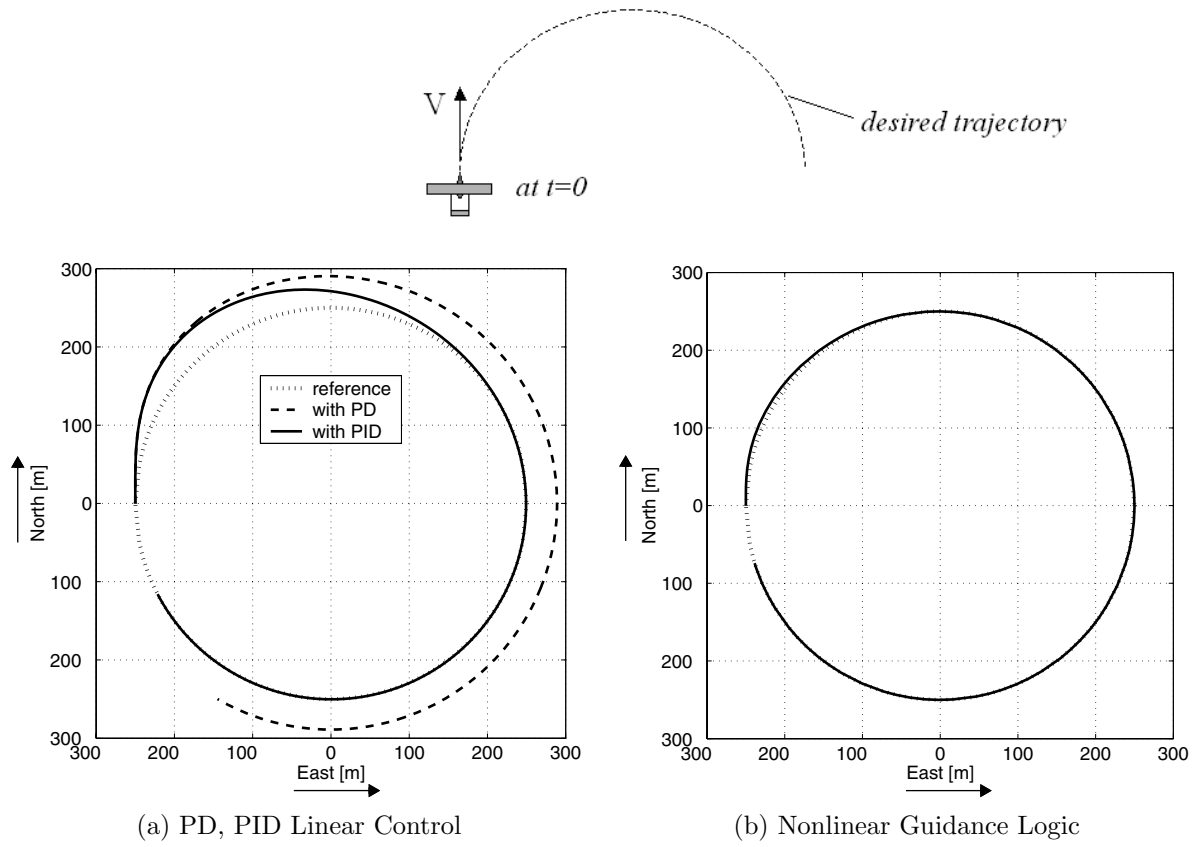 V
at t=0
desired trajectory
300
200
100
0
100
200
300
North [m]
reference
with PD
with PID
300 200 100 0 100 200 300
East [m]
(a) PD, PID Linear Control
300
200
100
0
100
200
300
North [m]
300 200 100 0 100 200 300
East [m]
(b) Nonlinear Guidance Logic